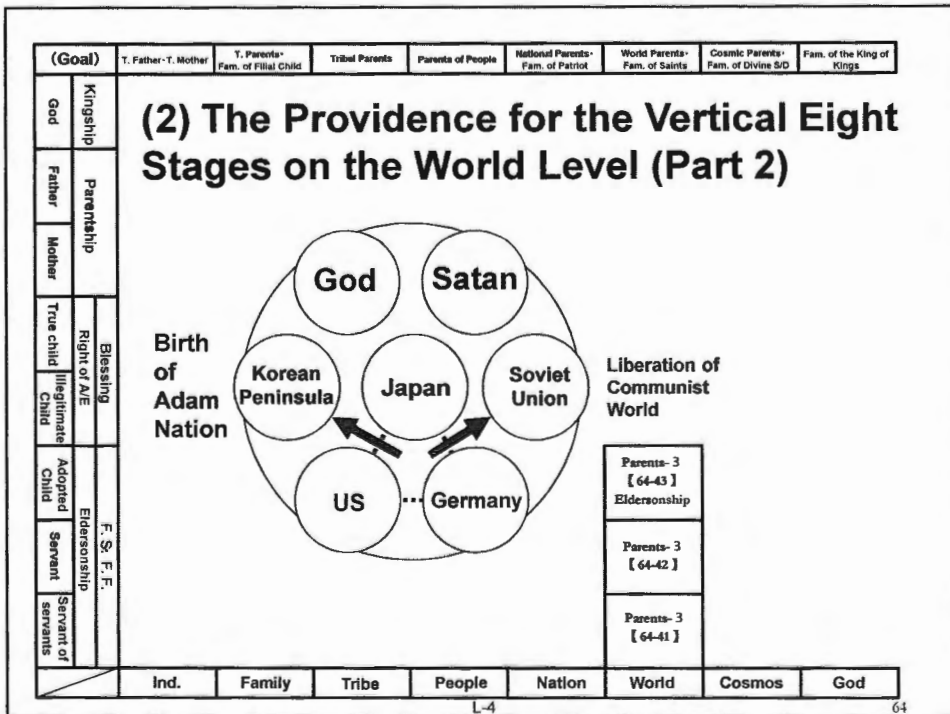 (Goal)
T. Father·T. Mother
T. Parents·
Fam. of Filial Child
Tribal Parents
Parents of People
National Parents·
Fam. of Patriot
World Parents·
Fam. of Saints
Cosmic Parents·
Fam. of Divine S/D
Fam. of the King of
Kings
God
Kingship
Father
Parentship
Mother
True child
Illegitimate
Child
Right of A/E
Blessing
Adopted
Child
Servant
Servant of
servants
Eldersonship
F. S. F. F.
(2) The Providence for the Vertical Eight
Stages on the World Level (Part 2)
God
Satan
Birth
of
Adam
Nation
Korean
Peninsula
Japan
Soviet
Union
Liberation of
Communist
World
US
Germany
Parents- 3
【64-43】
Eldersonship
Parents- 3
【64-42】
Parents- 3
【64-41】
Ind.
Family
Tribe
People
Nation
World
Cosmos
God
L-4
64